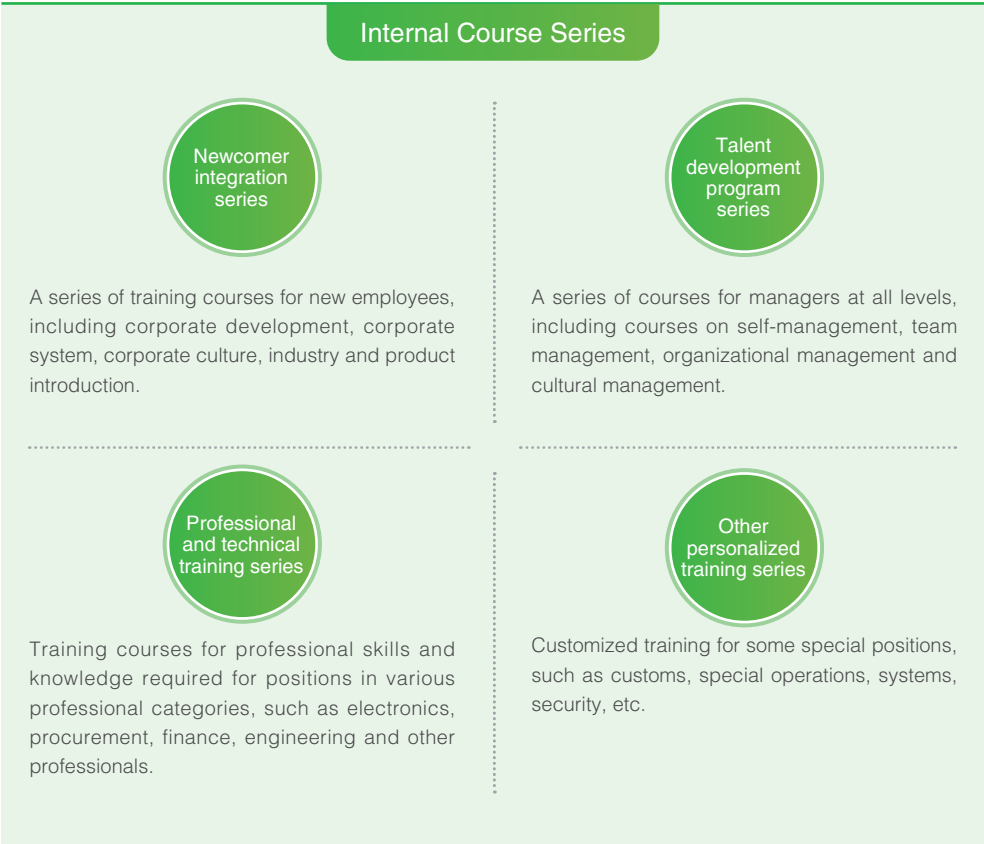 Internal Course Series
Newcomer
integration
series
A series of training courses for new employees,
including corporate development, corporate
system, corporate culture, industry and product
introduction.
Talent
development
program
series
A series of courses for managers at all levels,
including courses on self-management, team
management, organizational management and
cultural management.
Professional
and technical
training series
Training courses for professional skills and
knowledge required for positions in various
professional categories, such as electronics,
procurement, finance, engineering and other
professionals.
Other
personalized
training series
Customized training for some special positions,
such as customs, special operations, systems,
security, etc.